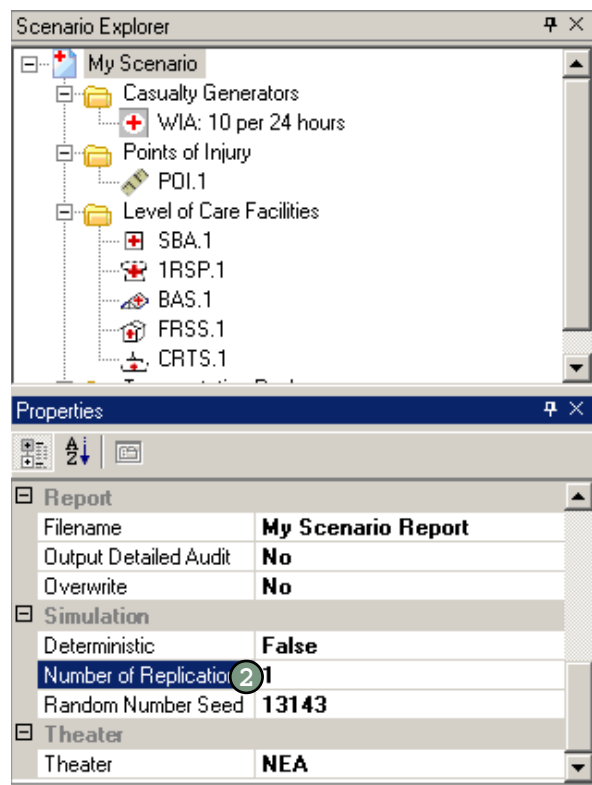 Scenario Explorer
My Scenario
Casualty Generators
WIA: 10 per 24 hours
Points of Injury
POI.1
Level of Care Facilities
SBA.1
1RSP.1
BAS.1
FRSS.1
CRTS.1
Properties
Report
Filename My Scenario Report
Output Detailed Audit No
Overwrite No
Simulation
Deterministic False
Number of Replication 2 1
Random Number Seed 13143
Theater
Theater NEA